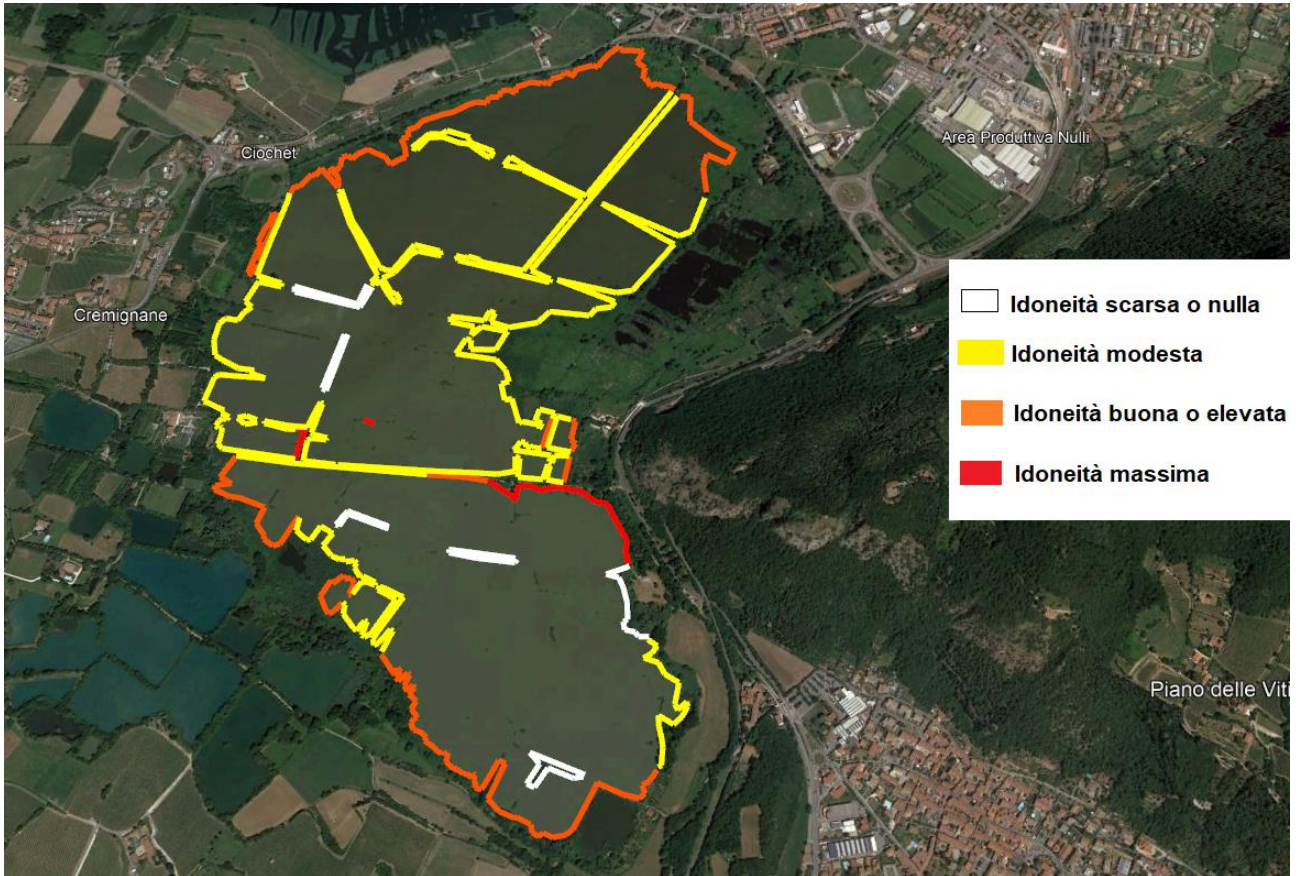 Ciochet
Area Produttiva Nulli
Cremignane
Idoneità scarsa o nulla
Idoneità modesta
Idoneità buona o elevata
Idoneità massima
Piano delle Viti